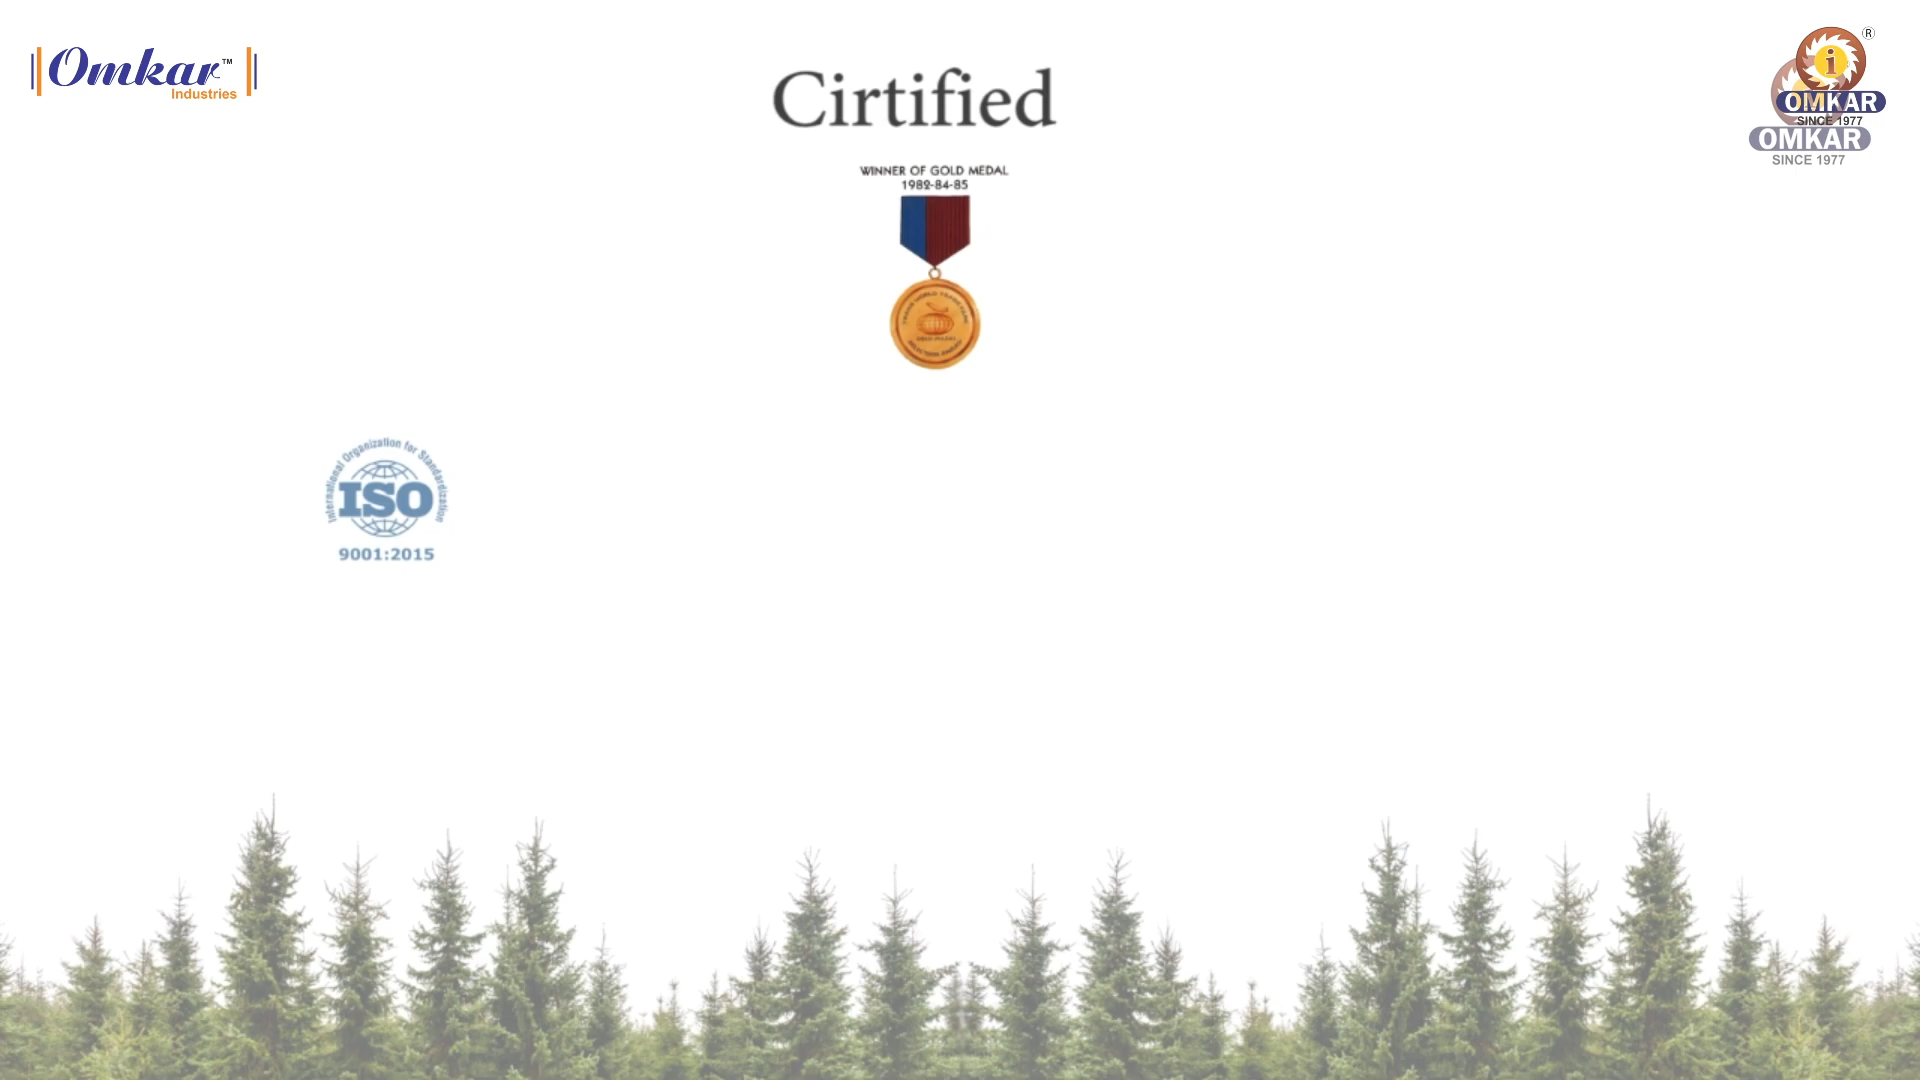 Omkar™
Industries
Cirtified
®
i
OMKAR
SINCE 1977
OMKAR
SINCE 1977
WINNER OF GOLD MEDAL
1982-84-85
International Organization for Standardization
ISO
9001:2015